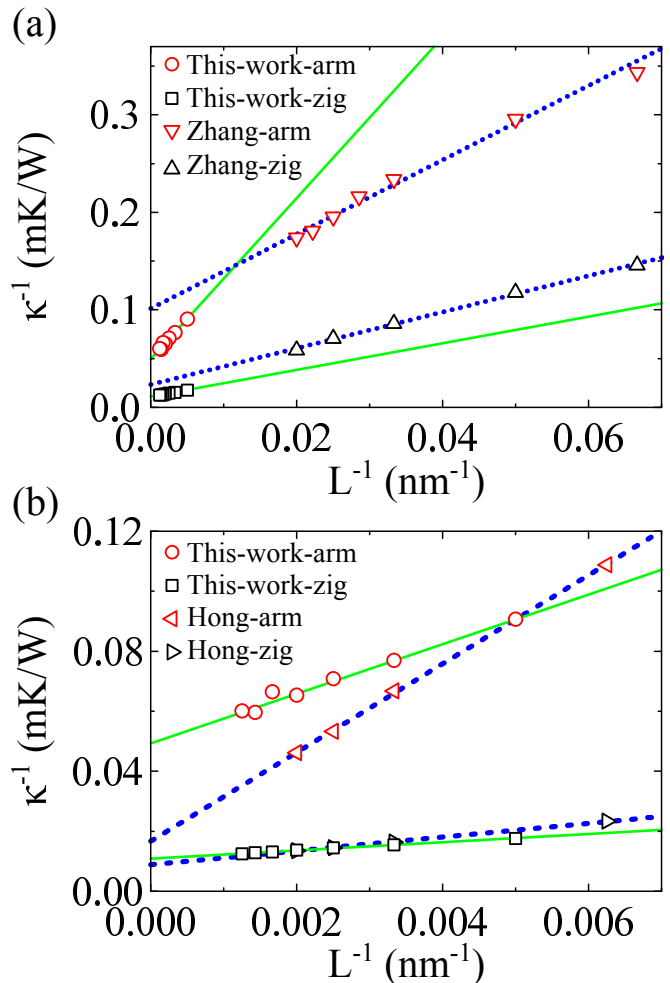 (a)
This-work-arm
This-work-zig
Zhang-arm
Zhang-zig
κ⁻¹ (mK/W)
0.3
0.2
0.1
0.0
0.00 0.02 0.04 0.06
L⁻¹ (nm⁻¹)
(b)
This-work-arm
This-work-zig
Hong-arm
Hong-zig
κ⁻¹ (mK/W)
0.12
0.08
0.04
0.00
0.000 0.002 0.004 0.006
L⁻¹ (nm⁻¹)